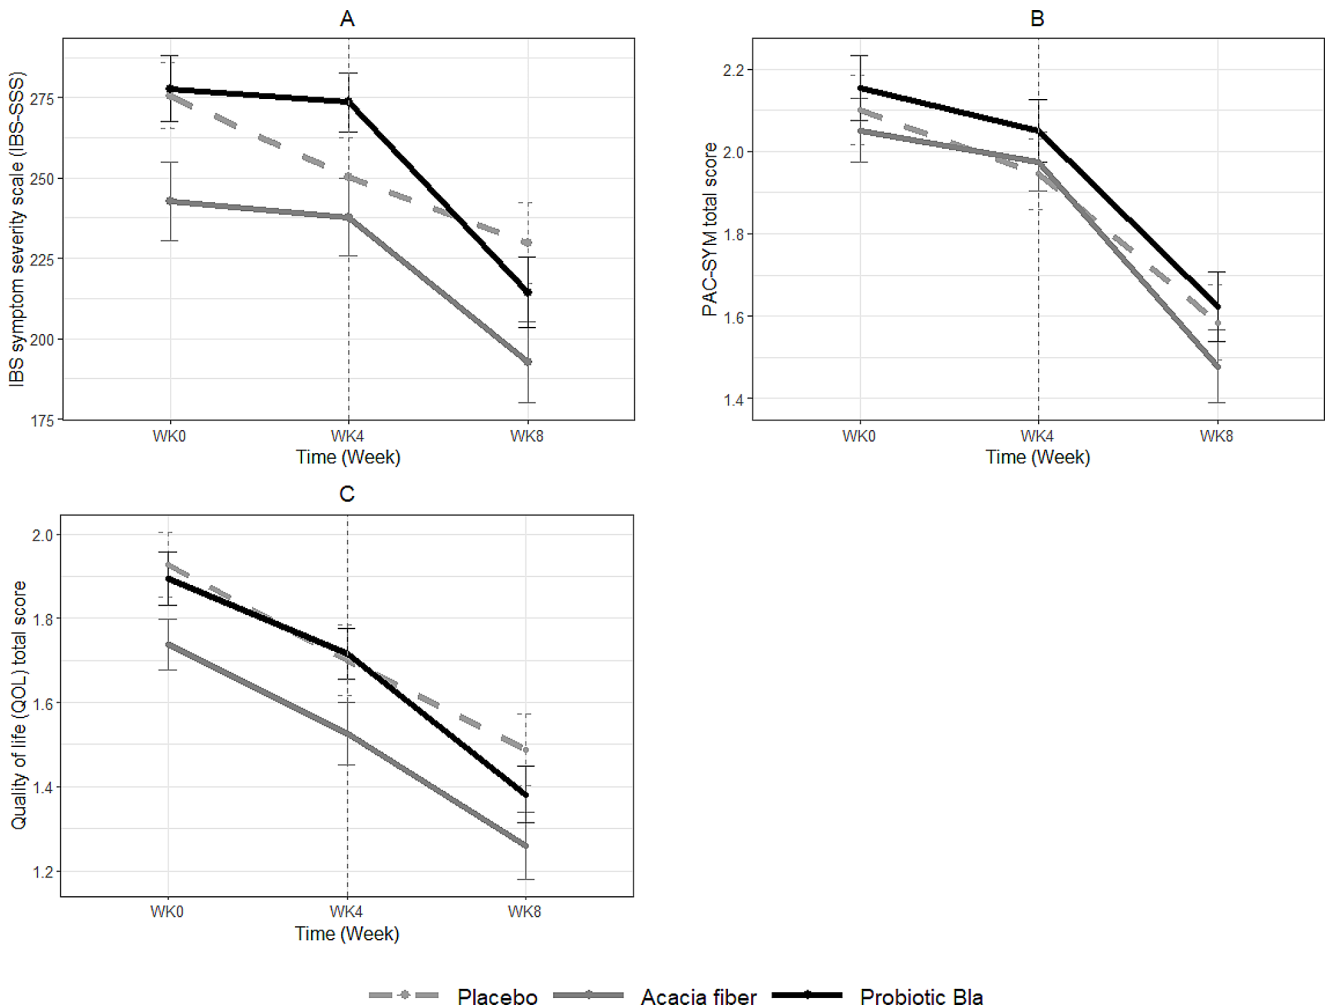 A
IBS symptom severity scale (IBS-SSS)
275
250
225
200
175
WK0 WK4 WK8
Time (Week)
B
PAC-SYM total score
2.2
2.0
1.8
1.6
1.4
WK0 WK4 WK8
Time (Week)
C
Quality of life (QOL) total score
2.0
1.8
1.6
1.4
1.2
WK0 WK4 WK8
Time (Week)
Placebo Acacia fiber Probiotic Bla